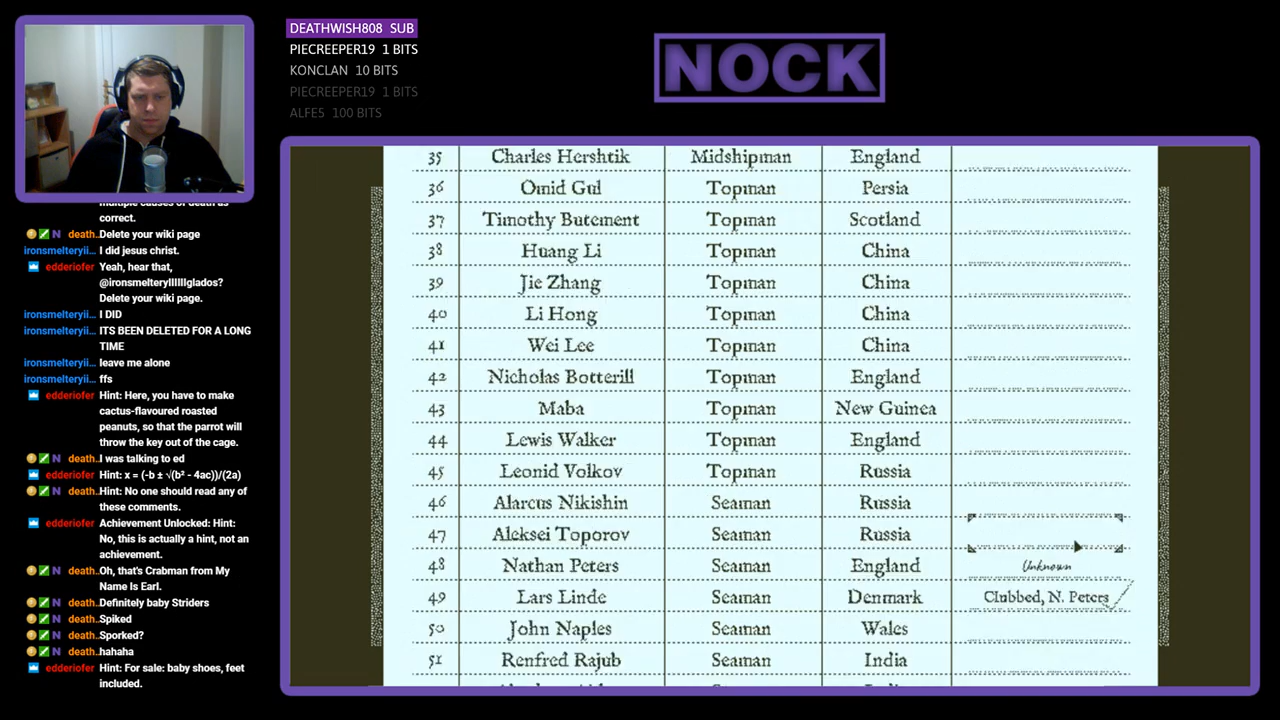 DEATHWISH808 SUB
PIECREEPER19 1 BITS
KONCLAN 10 BITS
PIECREEPER19 1 BITS
ALFE5 100 BITS
NOCK
multiple causes of death as
correct.
death.. Delete your wiki page
ironsmelteryii... I did jesus christ.
edderiofer Yeah, hear that,
@ironsmelteryIIIIIIglados?
Delete your wiki page.
ironsmelteryii... I DID
ironsmelteryii... ITS BEEN DELETED FOR A LONG
TIME
ironsmelteryii... leave me alone
ironsmelteryii... ffs
edderiofer Hint: Here, you have to make
cactus-flavoured roasted
peanuts, so that the parrot will
throw the key out of the cage.
death.. I was talking to ed
edderiofer Hint: x = (-b ± √(b² - 4ac))/(2a)
death.. Hint: No one should read any of
these comments.
edderiofer Achievement Unlocked: Hint:
No, this is actually a hint, not an
achievement.
death.. Oh, that's Crabman from My
Name Is Earl.
death.. Definitely baby Striders
death.. Spiked
death.. Sporked?
death.. hahaha
edderiofer Hint: For sale: baby shoes, feet
included.
35 Charles Hershtik Midshipman England
36 Omid Gul Topman Persia
37 Timothy Butement Topman Scotland
38 Huang Li Topman China
39 Jie Zhang Topman China
40 Li Hong Topman China
41 Wei Lee Topman China
42 Nicholas Botterill Topman England
43 Maba Topman New Guinea
44 Lewis Walker Topman England
45 Leonid Volkov Topman Russia
46 Alarcus Nikishin Seaman Russia
47 Aleksei Toporov Seaman Russia
48 Nathan Peters Seaman England Unknown
49 Lars Linde Seaman Denmark Clubbed, N. Peters
50 John Naples Seaman Wales
51 Renfred Rajub Seaman India